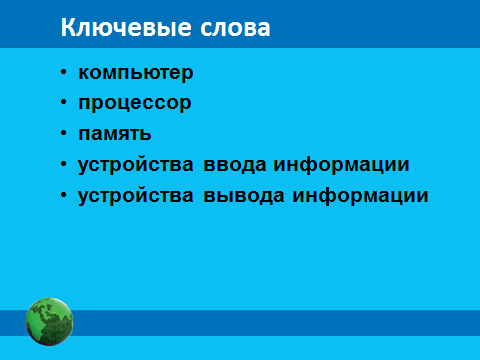 Ключевые слова
• компьютер
• процессор
• память
• устройства ввода информации
• устройства вывода информации